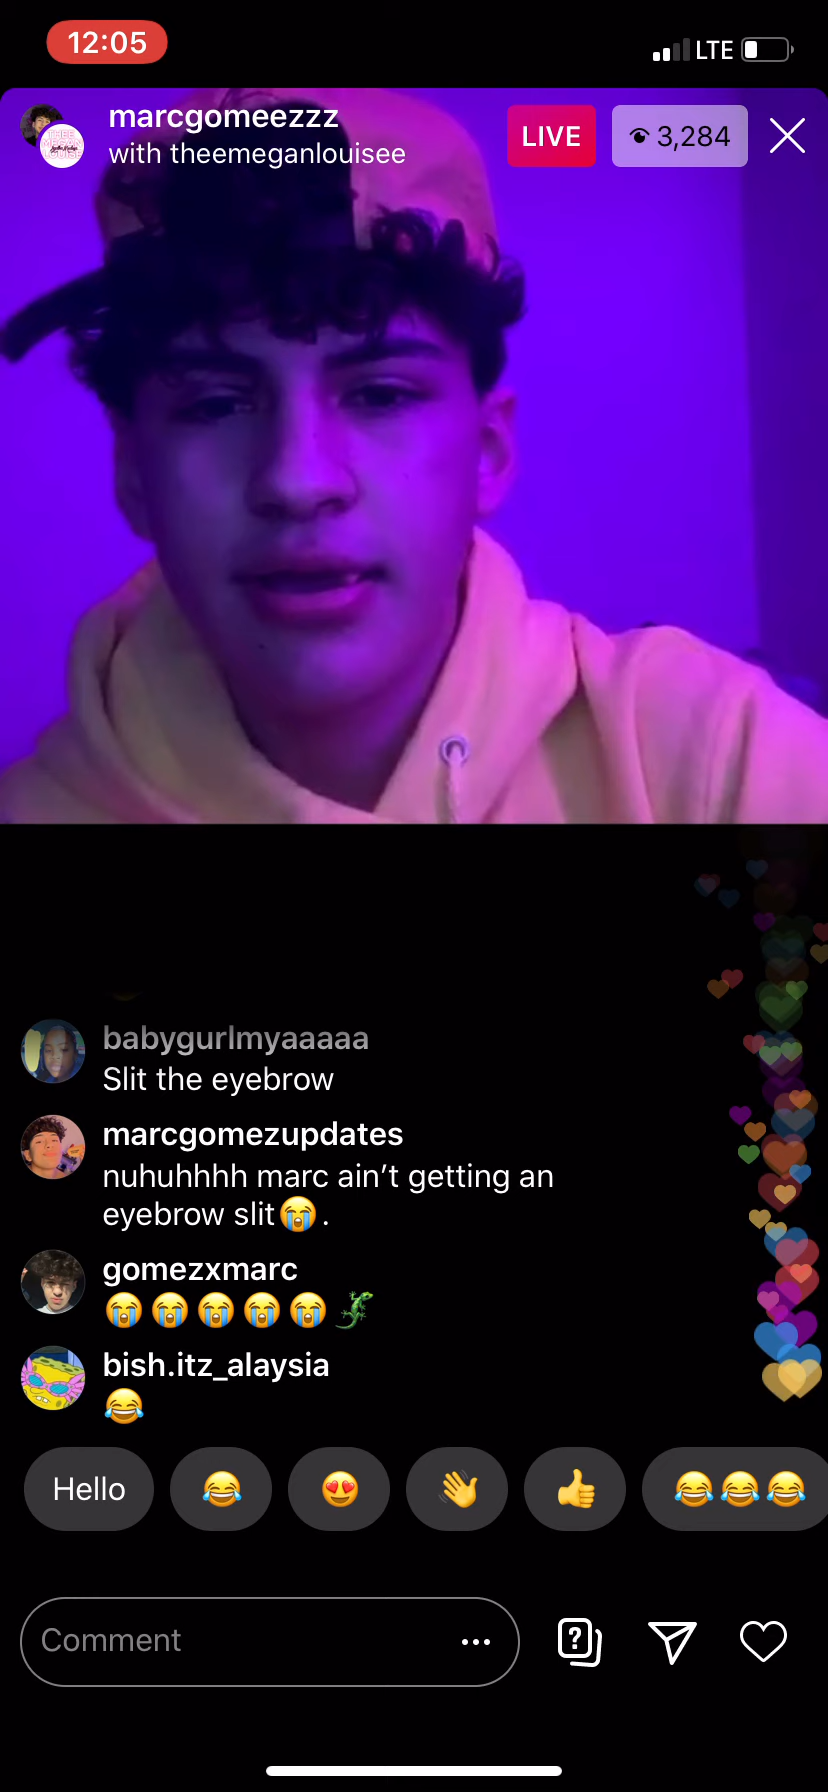 12:05
LTE
marcgomeezzz
with theemeganlouisee
LIVE
3,284
babygurlmyaaaaa
Slit the eyebrow
marcgomezupdates
nuhuhhhh marc ain’t getting an
eyebrow slit😭.
gomezxmarc
😭😭😭😭😭🦎
bish.itz_alaysia
😂
Hello 😂 😍 👋 👍 😂😂😂
Comment